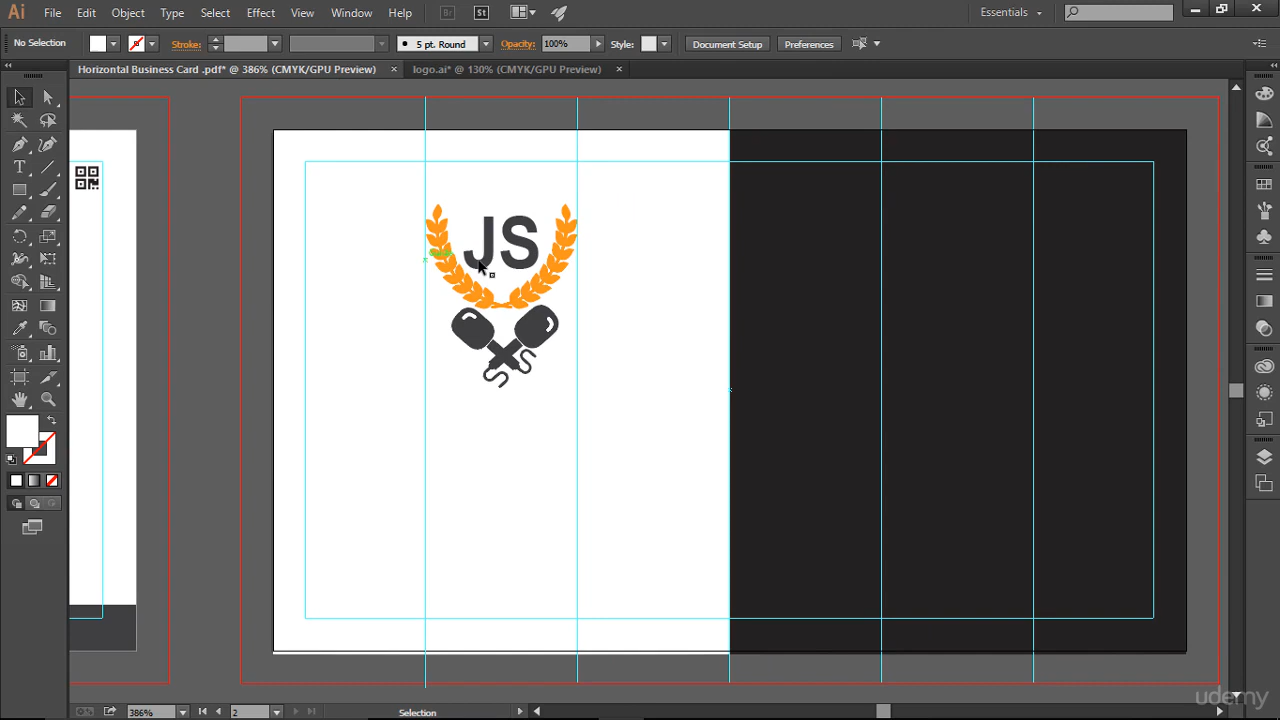 Ai File Edit Object Type Select Effect View Window Help Br St Essentials
No Selection Stroke: 5 pt. Round Opacity: 100% Style: Document Setup Preferences
Horizontal Business Card .pdf* @ 386% (CMYK/GPU Preview) × logo.ai* @ 130% (CMYK/GPU Preview) ×
JS
386% 2 Selection
udemy